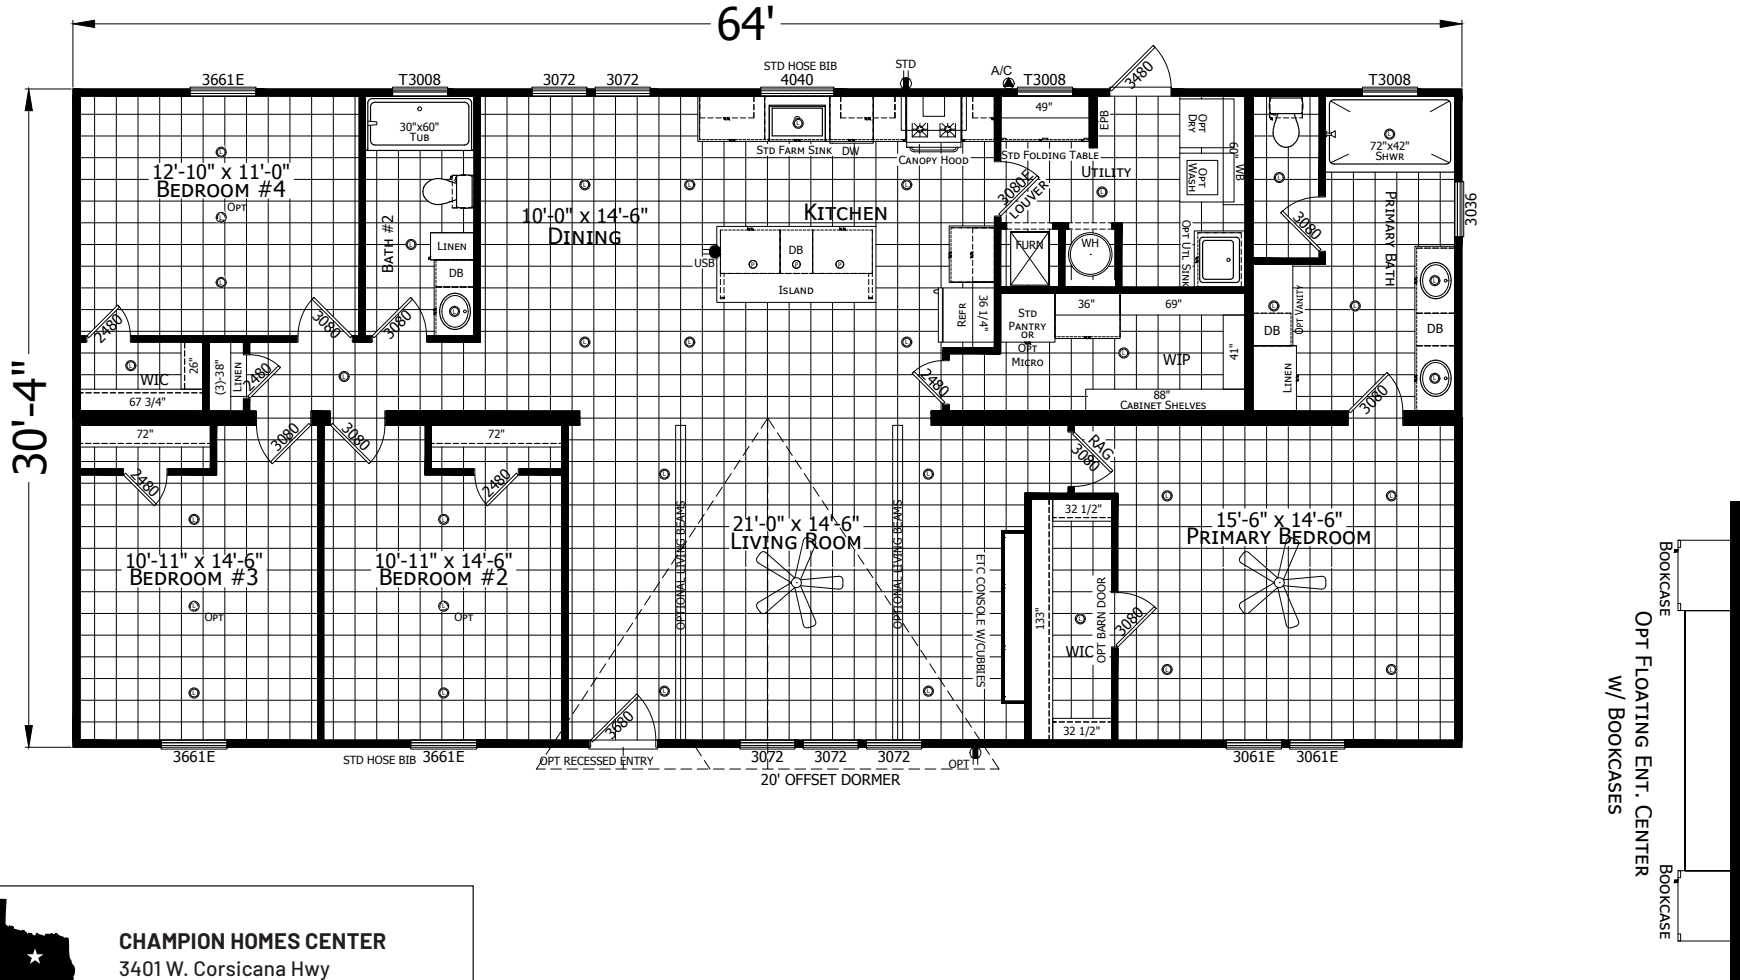 64'
30'-4"
3661E
T3008
3072
3072
STD HOSE BIB
4040
STD
A/C
T3008
3480
T3008
12'-10" x 11'-0"
BEDROOM #4
OPT
30"x60"
TUB
BATH #2
LINEN
DB
3080
3080
2480
WIC
26"
67 3/4"
(3)-38"
LINEN
2480
10'-0" x 14'-6"
DINING
STD FARM SINK
DW
CANOPY HOOD
KITCHEN
USB
DB
P
P
P
ISLAND
REFR
36 1/4"
49"
EPB
STD FOLDING TABLE
UTILITY
3080E
LOUVER
FURN
WH
OPT
DRY
OPT
WASH
60" WB
OPT UTL SINK
STD
PANTRY
OR
OPT
MICRO
36"
69"
WIP
41"
88"
CABINET SHELVES
2480
72"x42"
SHWR
3080
PRIMARY BATH
3036
OPT VANITY
DB
LINEN
DB
3080
72"
3080
3080
72"
2480
2480
10'-11" x 14'-6"
BEDROOM #3
OPT
10'-11" x 14'-6"
BEDROOM #2
OPT
OPTIONAL LIVING BEAMS
21'-0" x 14'-6"
LIVING ROOM
OPTIONAL LIVING BEAMS
ETC CONSOLE W/CUBBIES
RAG
3080
32 1/2"
133"
WIC
OPT BARN DOOR
3080
32 1/2"
15'-6" x 14'-6"
PRIMARY BEDROOM
3680
3661E
STD HOSE BIB
3661E
OPT RECESSED ENTRY
3072
3072
3072
OPT
20' OFFSET DORMER
3061E
3061E
BOOKCASE
OPT FLOATING ENT. CENTER
W/ BOOKCASES
BOOKCASE
CHAMPION HOMES CENTER
3401 W. Corsicana Hwy